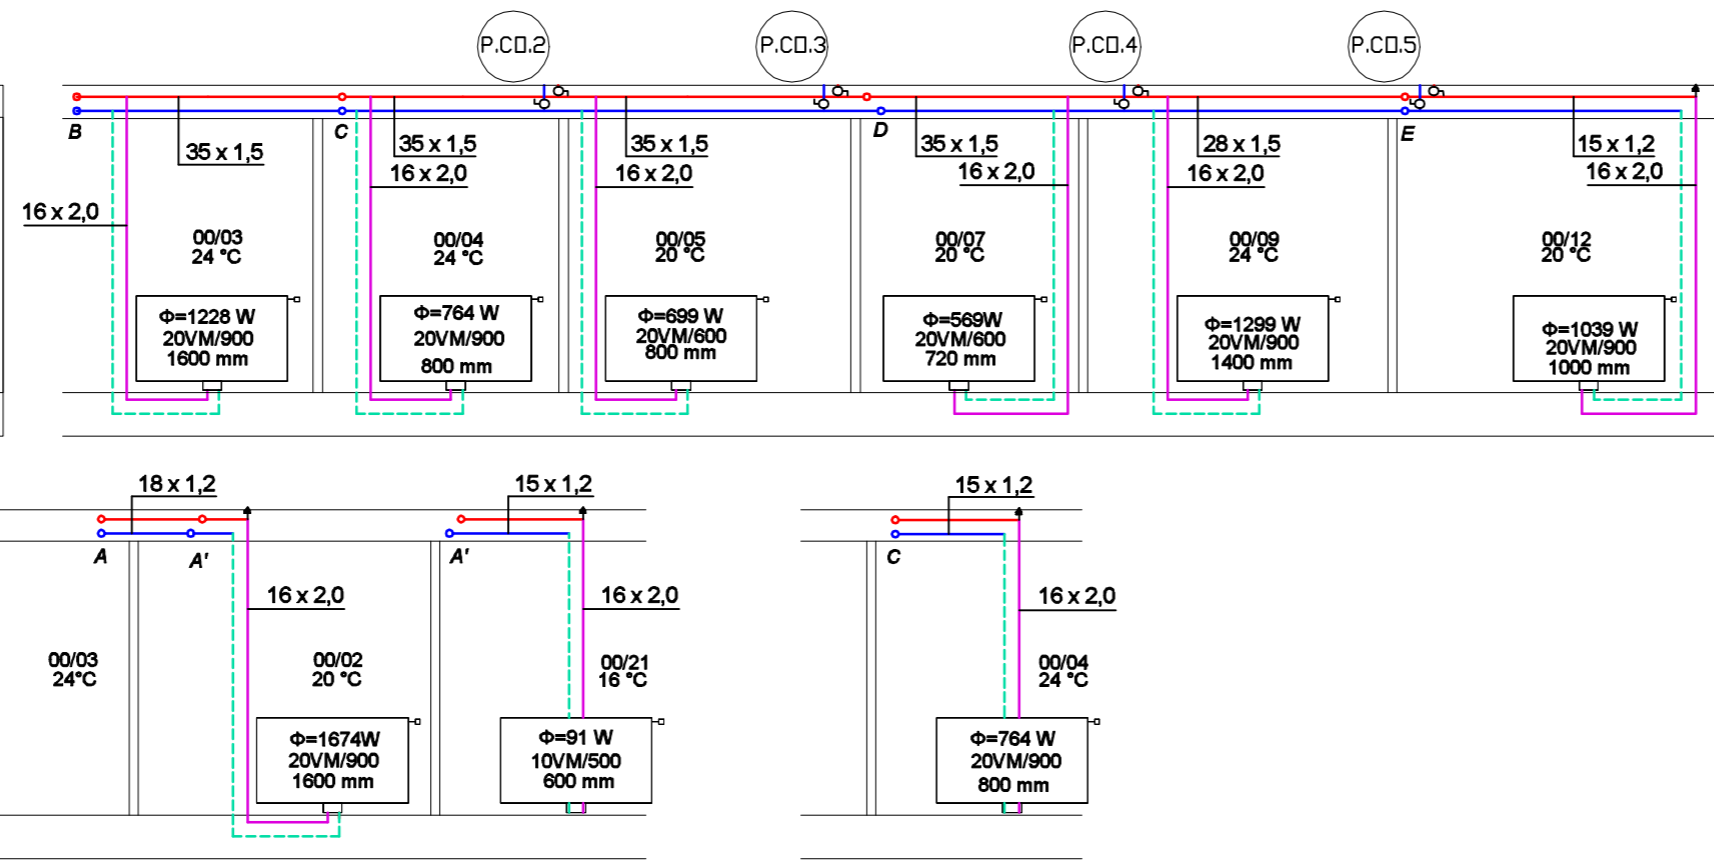 P.CO.2
P.CO.3
P.CO.4
P.CO.5
B
C
D
E
35 x 1,5
35 x 1,5
35 x 1,5
35 x 1,5
28 x 1,5
15 x 1,2
16 x 2,0
16 x 2,0
16 x 2,0
16 x 2,0
16 x 2,0
16 x 2,0
00/03
24 °C
00/04
24 °C
00/05
20 °C
00/07
20 °C
00/09
24 °C
00/12
20 °C
Φ=1228 W
20VM/900
1600 mm
Φ=764 W
20VM/900
800 mm
Φ=699 W
20VM/600
800 mm
Φ=569W
20VM/600
720 mm
Φ=1299 W
20VM/900
1400 mm
Φ=1039 W
20VM/900
1000 mm
18 x 1,2
15 x 1,2
15 x 1,2
A
A'
A'
C
16 x 2,0
16 x 2,0
16 x 2,0
00/03
24°C
00/02
20 °C
00/21
16 °C
00/04
24 °C
Φ=1674W
20VM/900
1600 mm
Φ=91 W
10VM/500
600 mm
Φ=764 W
20VM/900
800 mm